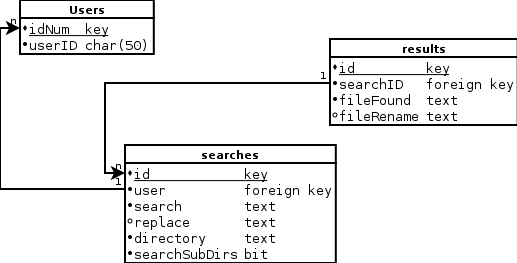 Users
idNum key
userID char(50)
n
results
id key
searchID foreign key
fileFound text
fileRename text
1
searches
id key
user foreign key
search text
replace text
directory text
searchSubDirs bit
n
1